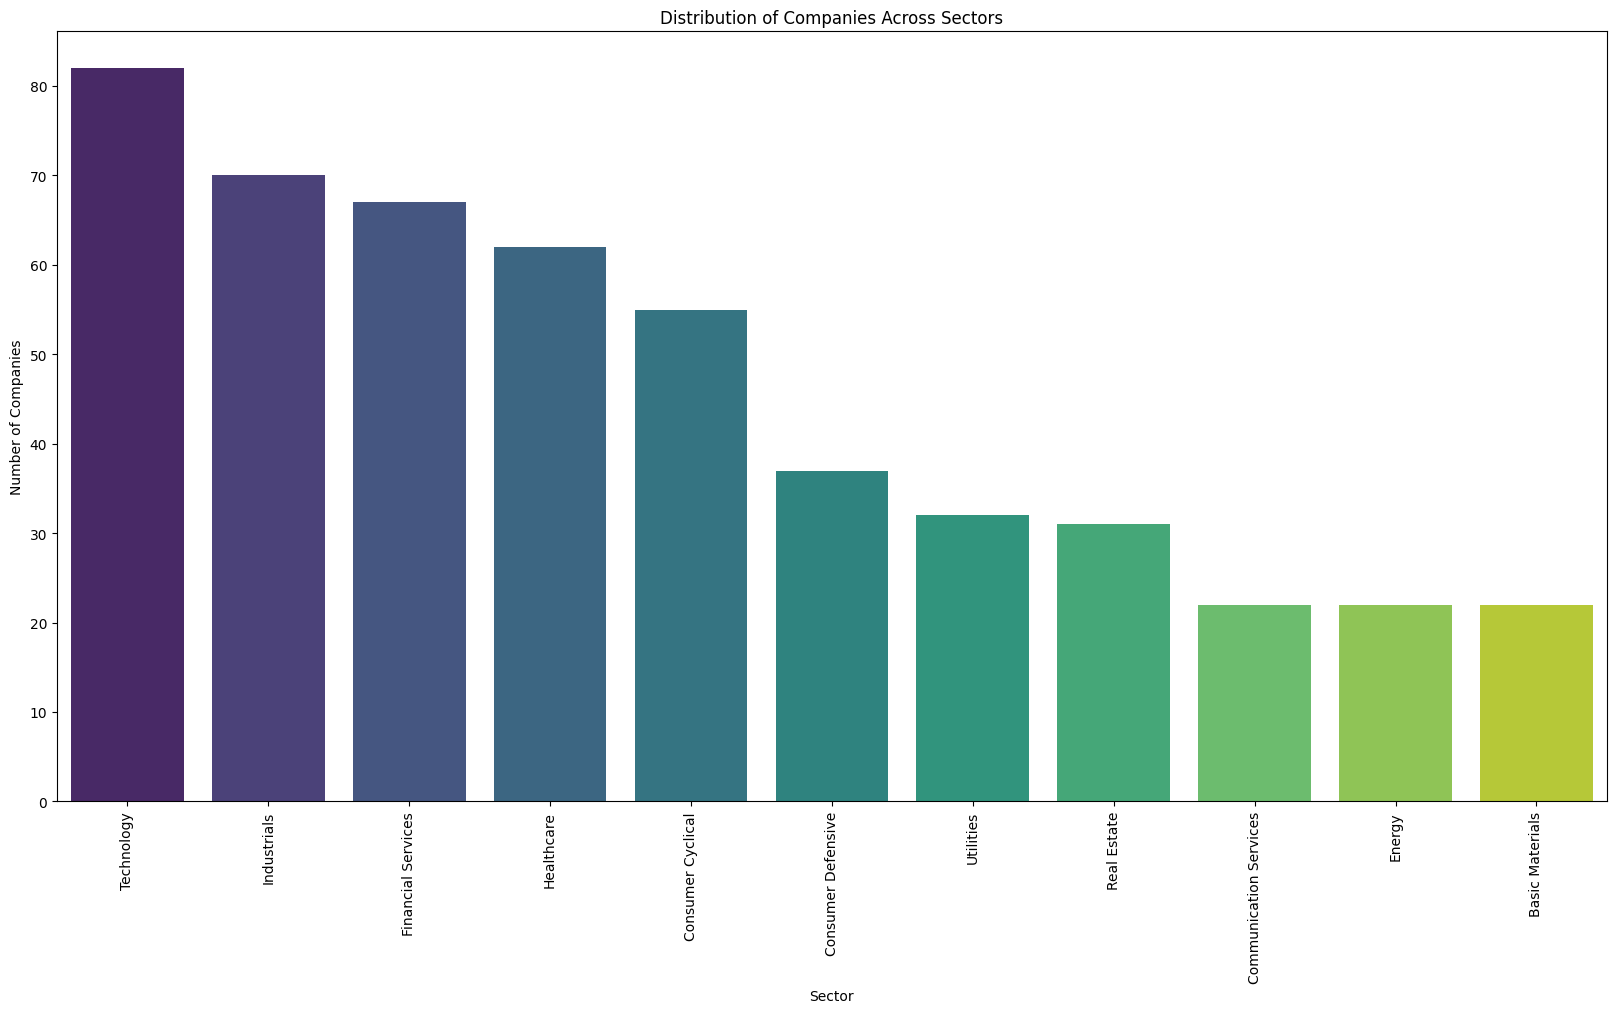 Distribution of Companies Across Sectors
Number of Companies
80
70
60
50
40
30
20
10
0
Technology
Industrials
Financial Services
Healthcare
Consumer Cyclical
Consumer Defensive
Utilities
Real Estate
Communication Services
Energy
Basic Materials
Sector